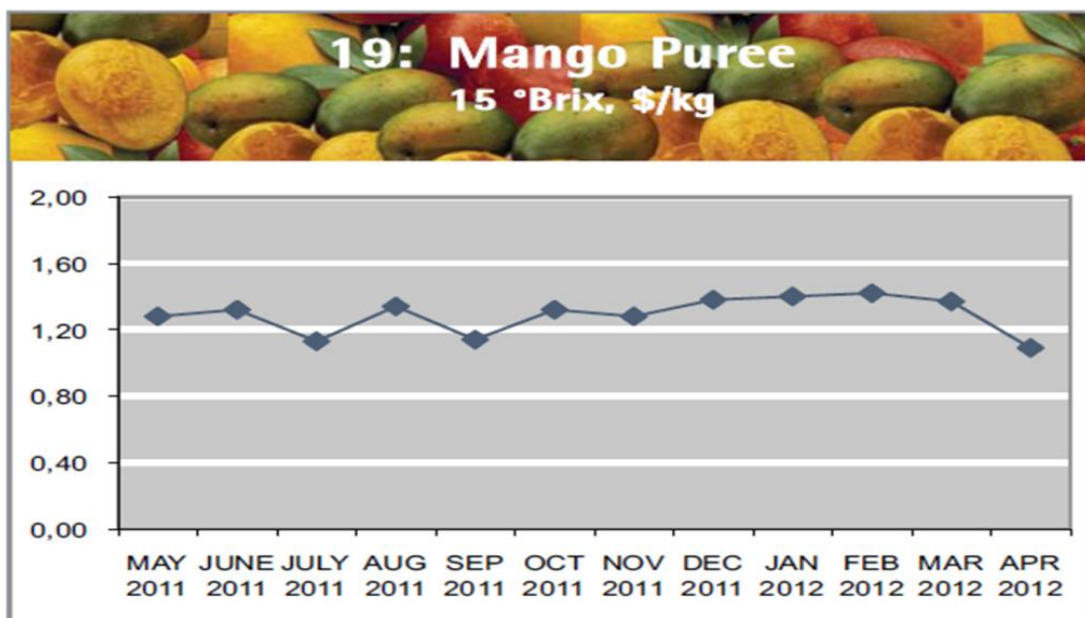 19: Mango Puree
15 °Brix, $/kg
2,00
1,60
1,20
0,80
0,40
0,00
MAY JUNE JULY AUG SEP OCT NOV DEC JAN FEB MAR APR
2011 2011 2011 2011 2011 2011 2011 2011 2012 2012 2012 2012